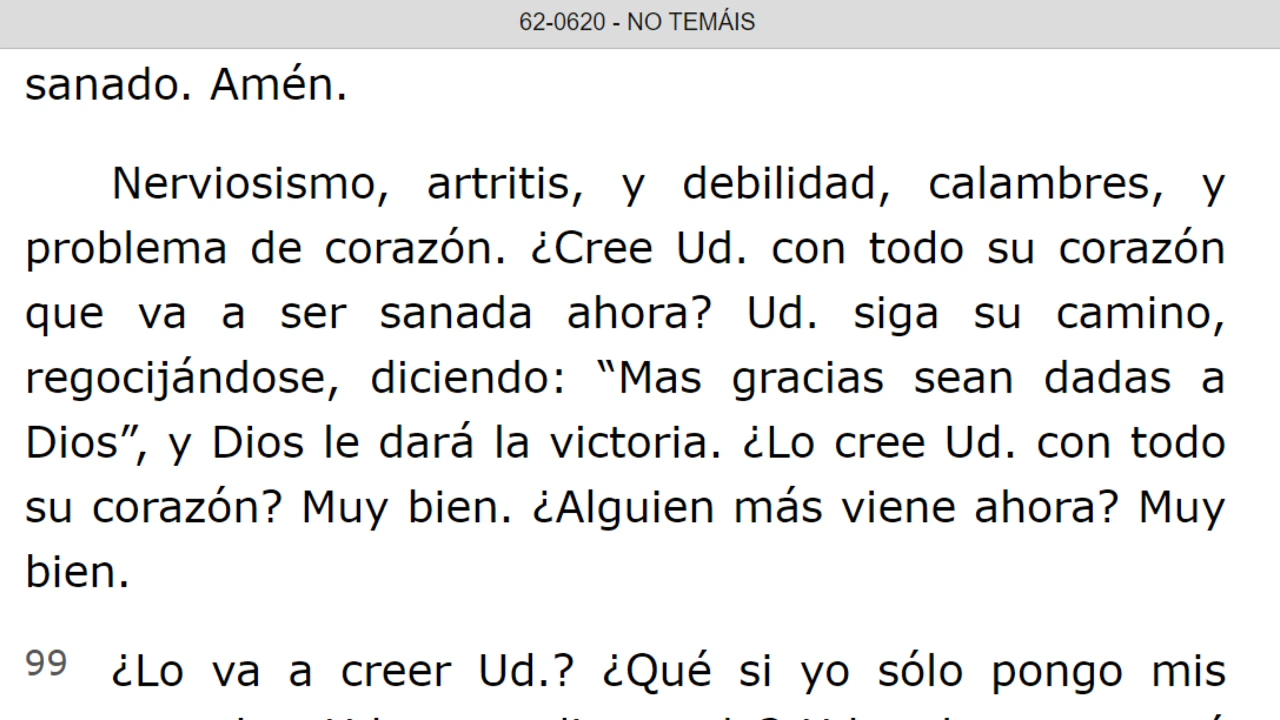 62-0620 - NO TEMÁIS
sanado. Amén.
Nerviosismo, artritis, y debilidad, calambres, y
problema de corazón. ¿Cree Ud. con todo su corazón
que va a ser sanada ahora? Ud. siga su camino,
regocijándose, diciendo: “Mas gracias sean dadas a
Dios”, y Dios le dará la victoria. ¿Lo cree Ud. con todo
su corazón? Muy bien. ¿Alguien más viene ahora? Muy
bien.
99 ¿Lo va a creer Ud.? ¿Qué si yo sólo pongo mis